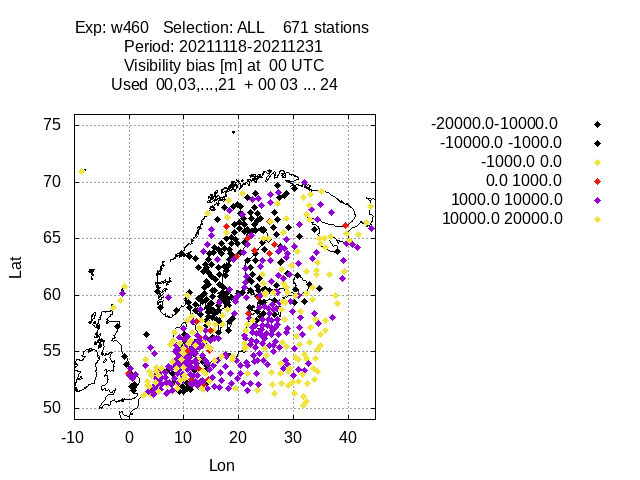 Exp: w460   Selection: ALL    671 stations
Period: 20211118-20211231
Visibility bias [m] at  00 UTC
Used  00,03,...,21  + 00 03 ... 24
-20000.0-10000.0
-10000.0 -1000.0
-1000.0 0.0
0.0 1000.0
1000.0 10000.0
10000.0 20000.0
75
70
65
60
55
50
Lat
-10 0 10 20 30 40
Lon